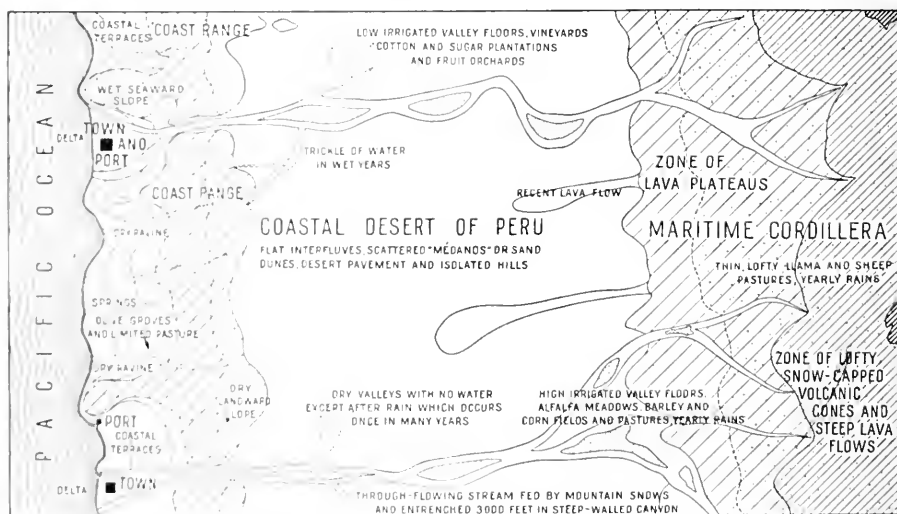 PACIFIC OCEAN
COASTAL
TERRACES
COAST RANGE
LOW IRRIGATED VALLEY FLOORS, VINEYARDS
COTTON AND SUGAR PLANTATIONS
AND FRUIT ORCHARDS
WET SEAWARD
SLOPE
DELTA
TOWN
AND
PORT
TRICKLE OF WATER
IN WET YEARS
ZONE OF
LAVA PLATEAUS
RECENT LAVA FLOW
COAST RANGE
COASTAL DESERT OF PERU
FLAT INTERFLUVES, SCATTERED "MÉDANOS" OR SAND
DUNES, DESERT PAVEMENT AND ISOLATED HILLS
MARITIME CORDILLERA
THIN, LOFTY LLAMA AND SHEEP
PASTURES, YEARLY RAINS
DRY RAVINE
SPRINGS
OLIVE GROVES
AND LIMITED PASTURE
DRY RAVINE
DRY
LANDWARD
SLOPE
DRY VALLEYS WITH NO WATER
EXCEPT AFTER RAIN WHICH OCCURS
ONCE IN MANY YEARS
HIGH IRRIGATED VALLEY FLOORS,
ALFALFA MEADOWS, BARLEY AND
CORN FIELDS AND PASTURES, YEARLY RAINS
ZONE OF LOFTY,
SNOW-CAPPED
VOLCANIC
CONES AND
STEEP LAVA
FLOWS
PORT
COASTAL
TERRACES
DELTA
TOWN
THROUGH-FLOWING STREAM FED BY MOUNTAIN SNOWS
AND ENTRENCHED 3000 FEET IN STEEP-WALLED CANYON